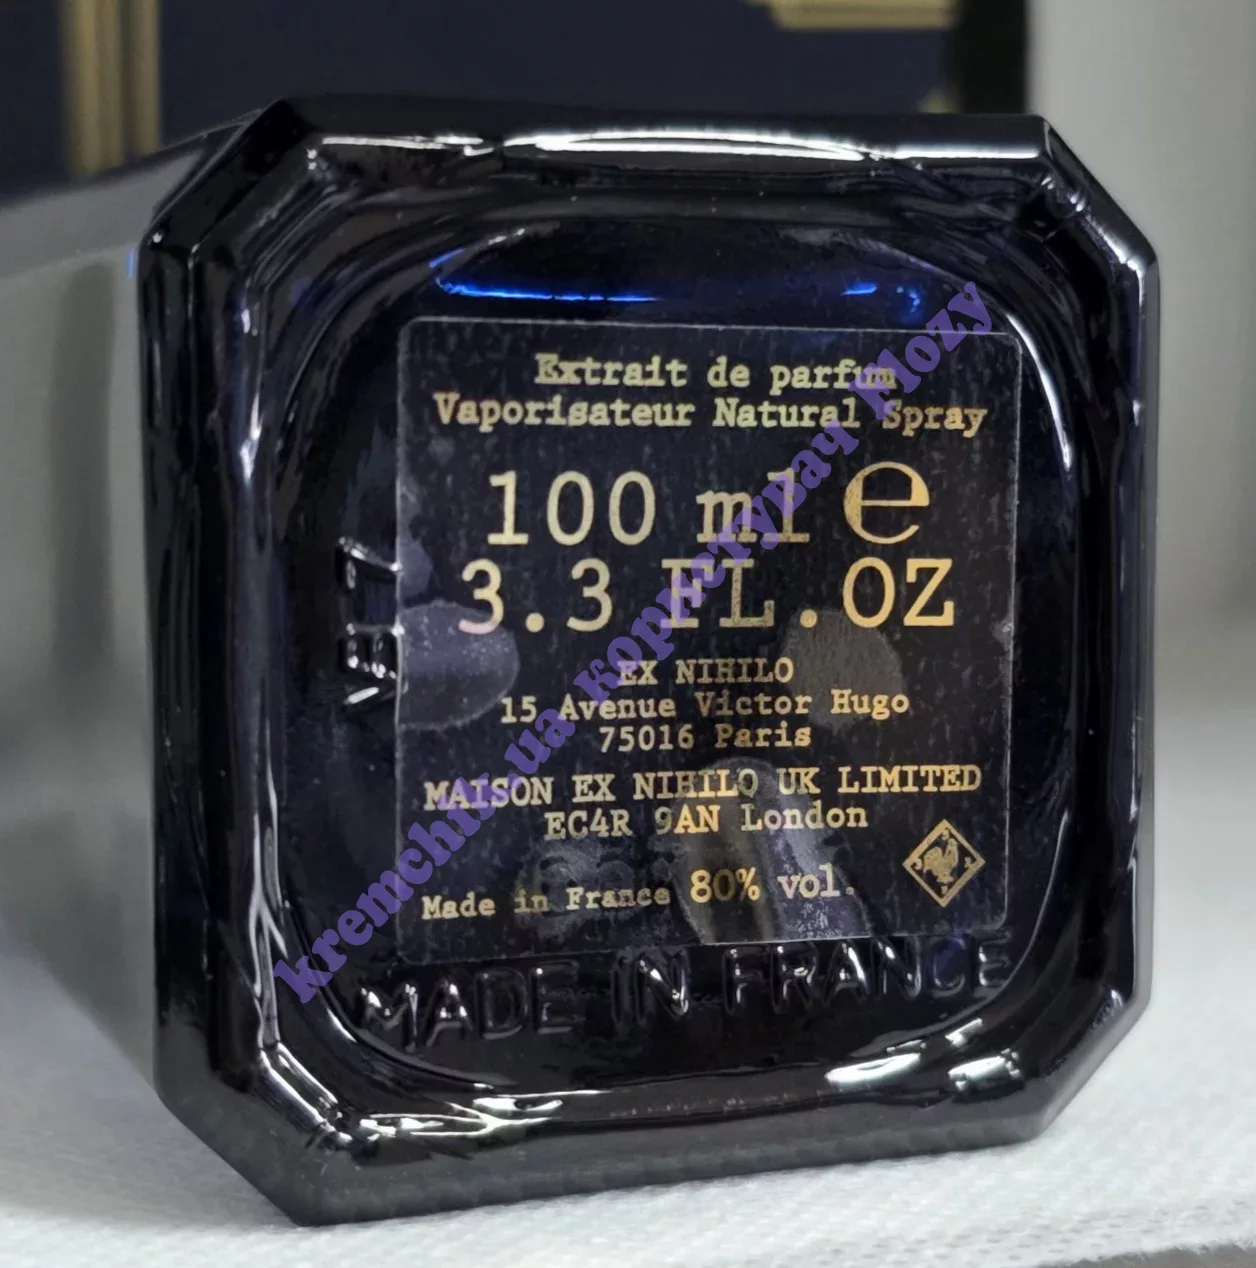 Extrait de parfum
Vaporisateur Natural Spray
100 ml ℮
3.3 FL.OZ
EX NIHILO
15 Avenue Victor Hugo
75016 Paris
MAISON EX NIHILO UK LIMITED
EC4R 9AN London
Made in France 80% vol.
MADE IN FRANCE
kremchik.ua користувач Flozy